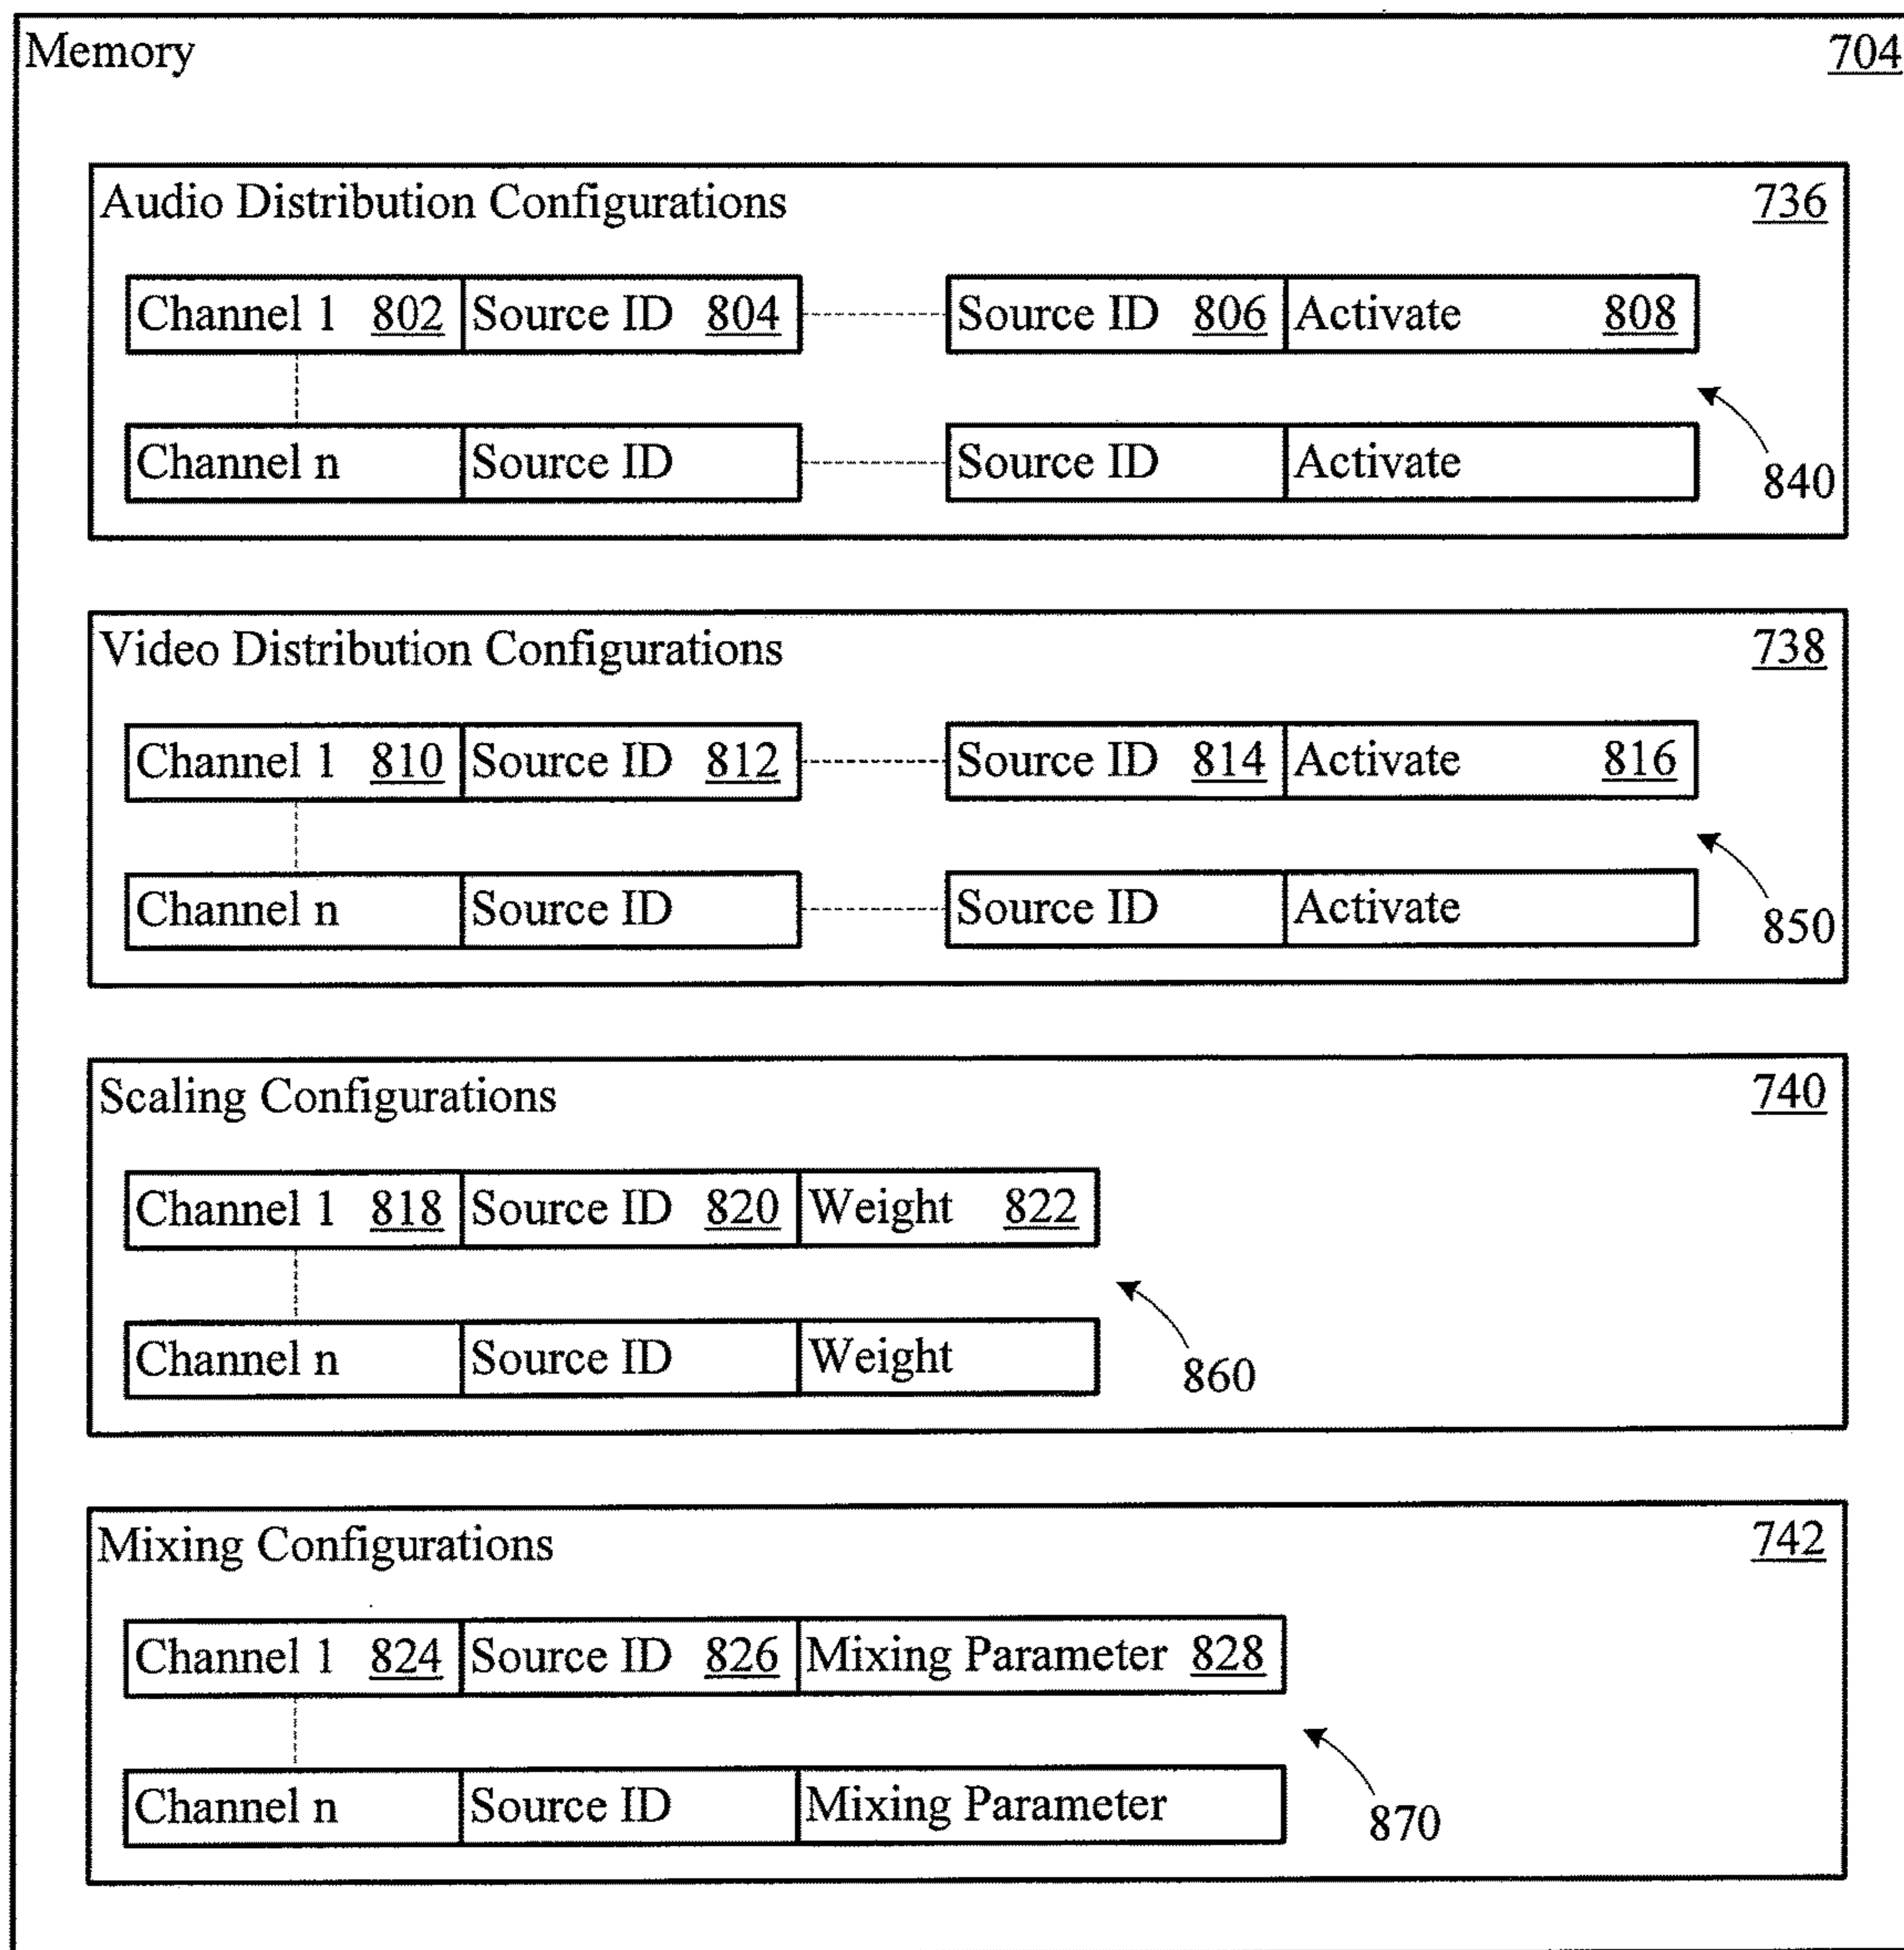 Memory 704
Audio Distribution Configurations 736
Channel 1 802 Source ID 804 Source ID 806 Activate 808
Channel n Source ID Source ID Activate
840
Video Distribution Configurations 738
Channel 1 810 Source ID 812 Source ID 814 Activate 816
Channel n Source ID Source ID Activate
850
Scaling Configurations 740
Channel 1 818 Source ID 820 Weight 822
Channel n Source ID Weight
860
Mixing Configurations 742
Channel 1 824 Source ID 826 Mixing Parameter 828
Channel n Source ID Mixing Parameter
870